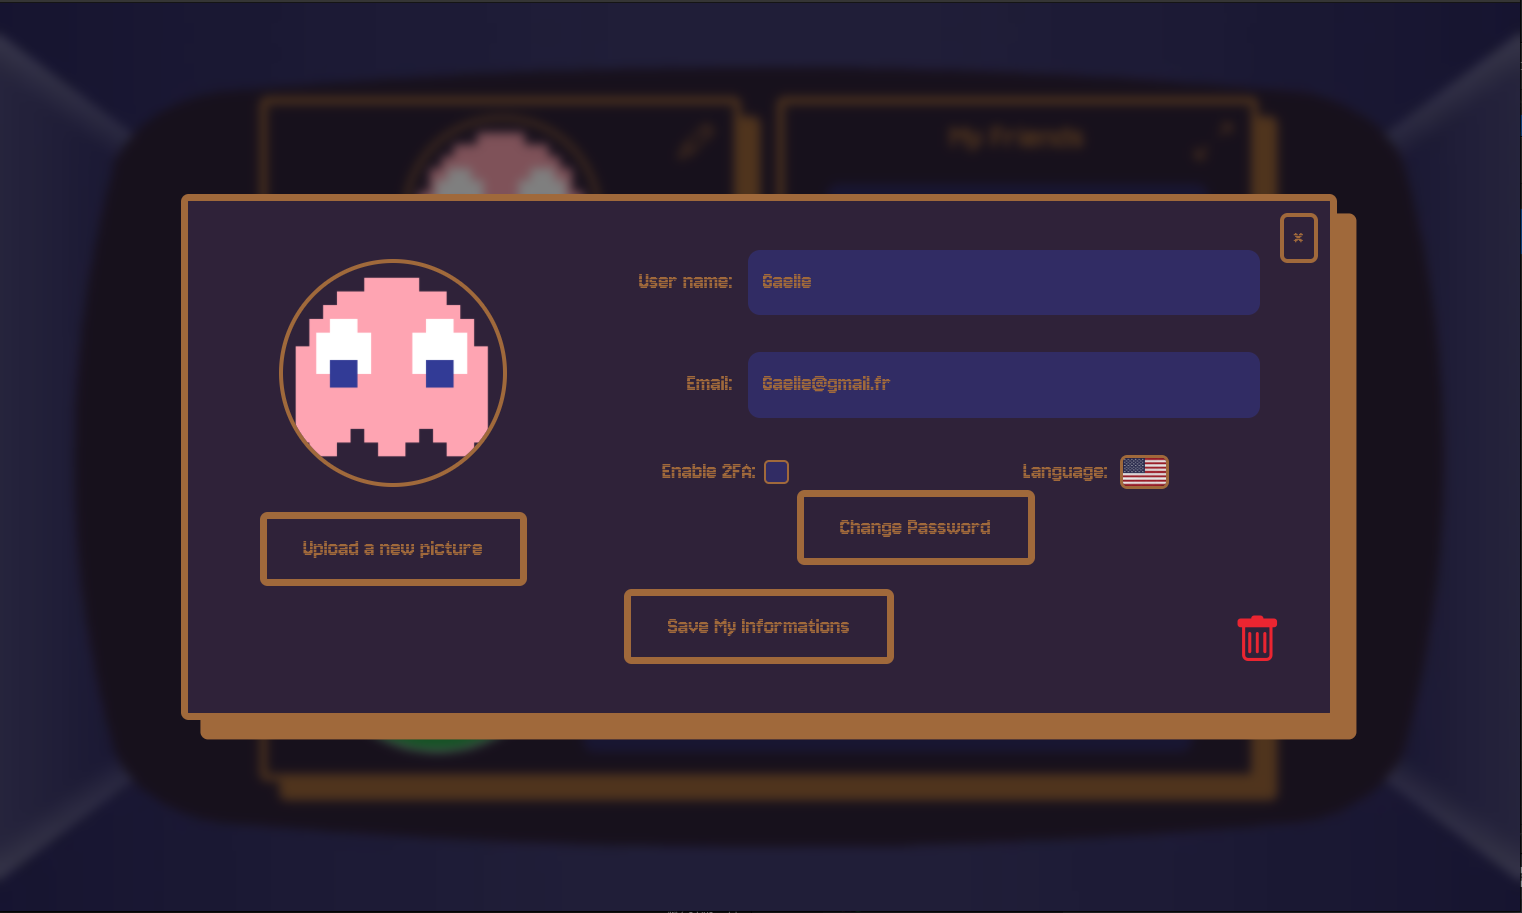 My Friends
x
User name: Gaelle
Email: Gaelle@gmail.fr
Enable 2FA:
Language:
Change Password
Upload a new picture
Save My Informations